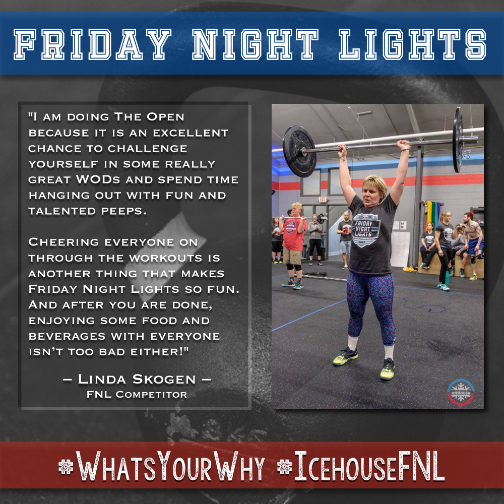 FRIDAY NIGHT LIGHTS
"I AM DOING THE OPEN
BECAUSE IT IS AN EXCELLENT
CHANCE TO CHALLENGE
YOURSELF IN SOME REALLY
GREAT WODS AND SPEND TIME
HANGING OUT WITH FUN AND
TALENTED PEEPS.
CHEERING EVERYONE ON
THROUGH THE WORKOUTS IS
ANOTHER THING THAT MAKES
FRIDAY NIGHT LIGHTS SO FUN.
AND AFTER YOU ARE DONE,
ENJOYING SOME FOOD AND
BEVERAGES WITH EVERYONE
ISN'T TOO BAD EITHER!"
– LINDA SKOGEN –
FNL COMPETITOR
FRIDAY
NIGHT
LIGHTS
#WHATSYOURWHY #ICEHOUSEFNL